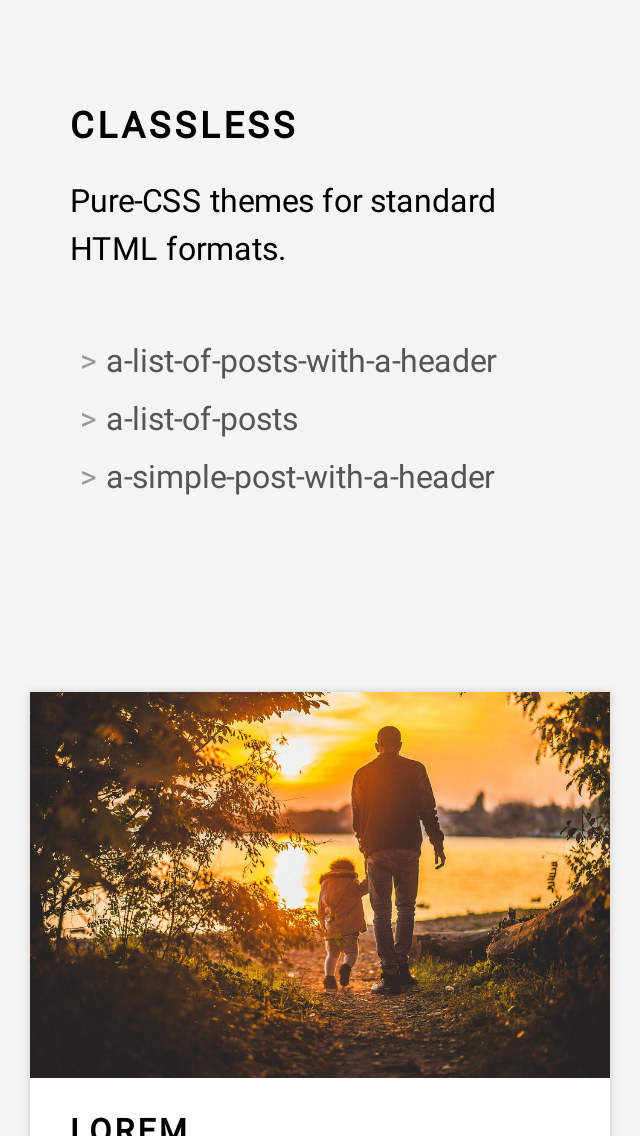 CLASSLESS
Pure-CSS themes for standard
HTML formats.
> a-list-of-posts-with-a-header
> a-list-of-posts
> a-simple-post-with-a-header
LOREM